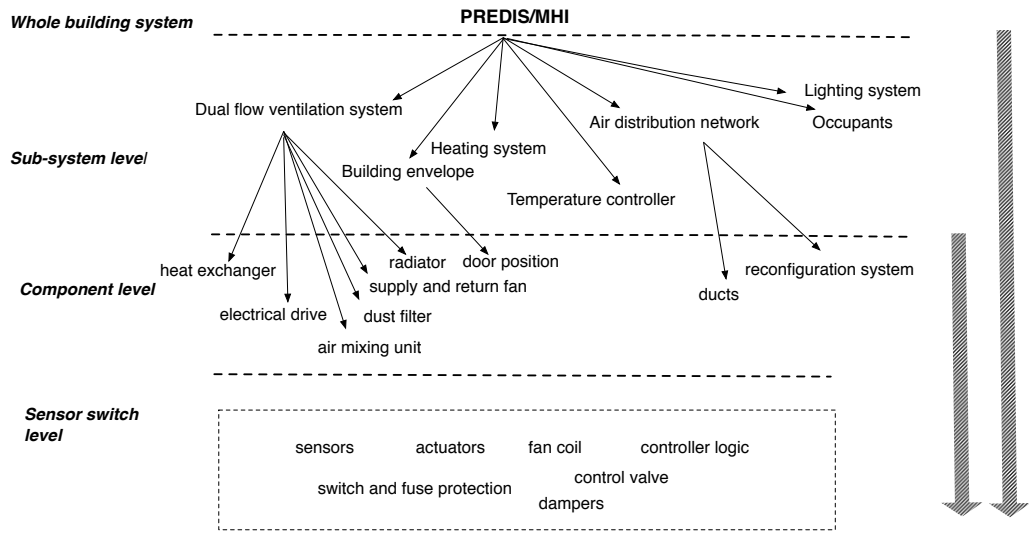 Whole building system
PREDIS/MHI
Lighting system
Dual flow ventilation system
Air distribution network
Occupants
Heating system
Sub-system level
Building envelope
Temperature controller
heat exchanger
radiator
door position
reconfiguration system
Component level
supply and return fan
ducts
electrical drive
dust filter
air mixing unit
Sensor switch
level
sensors
actuators
fan coil
controller logic
switch and fuse protection
control valve
dampers